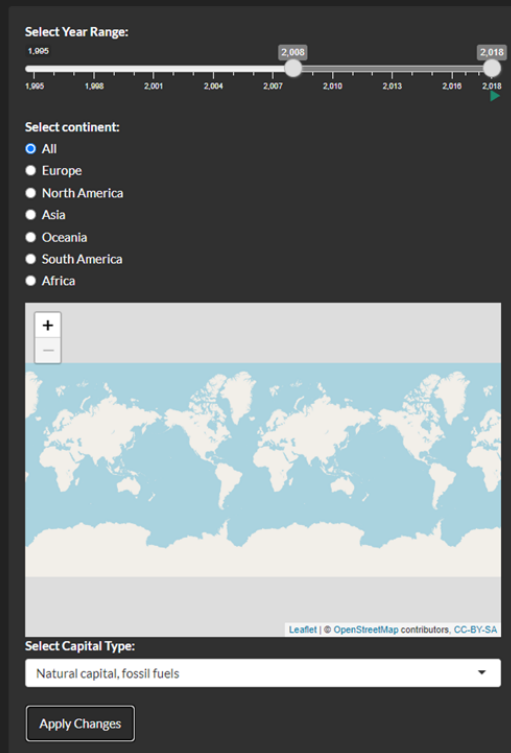 Select Year Range:
1,995 2,008 2,018
1,995 1,998 2,001 2,004 2,007 2,010 2,013 2,016 2,018
Select continent:
All
Europe
North America
Asia
Oceania
South America
Africa
+
−
Leaflet | © OpenStreetMap contributors, CC-BY-SA
Select Capital Type:
Natural capital, fossil fuels
Apply Changes